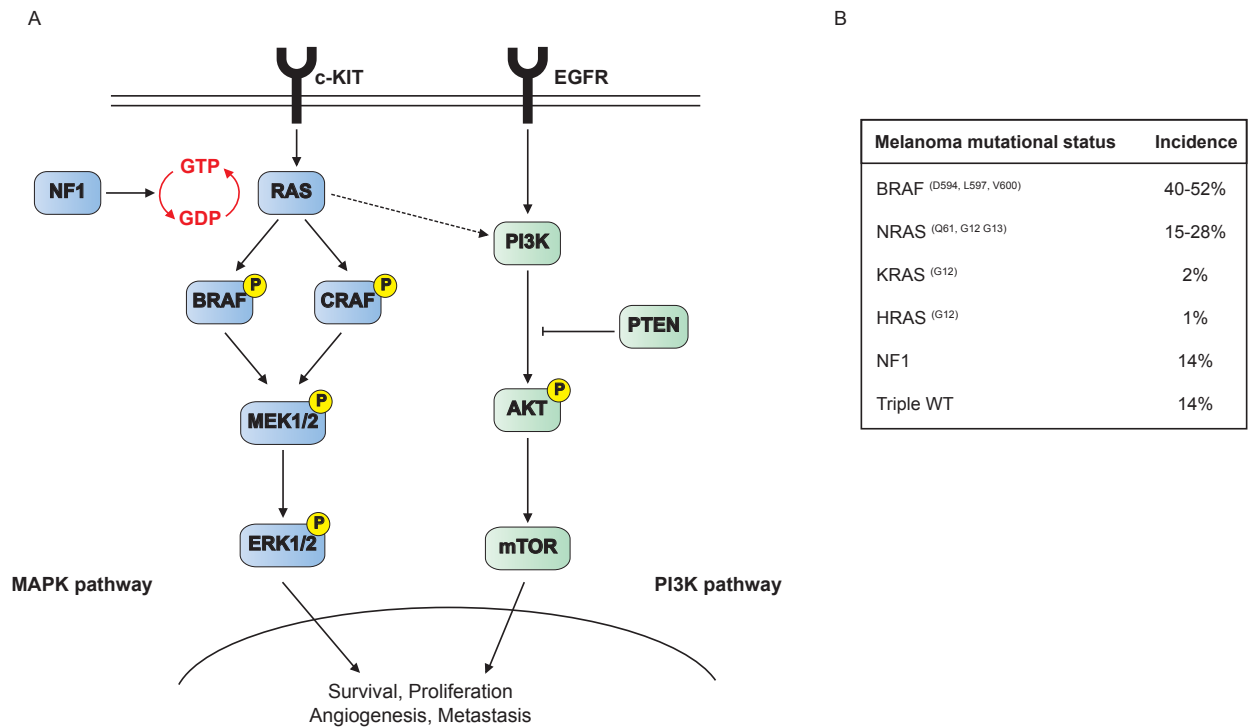 A
B
c-KIT
EGFR
NF1
GTP
GDP
RAS
PI3K
BRAF
P
CRAF
P
PTEN
MEK1/2
P
AKT
P
ERK1/2
P
mTOR
MAPK pathway
PI3K pathway
Survival, Proliferation
Angiogenesis, Metastasis
Melanoma mutational status Incidence
BRAF (D594, L597, V600) 40-52%
NRAS (Q61, G12 G13) 15-28%
KRAS (G12) 2%
HRAS (G12) 1%
NF1 14%
Triple WT 14%